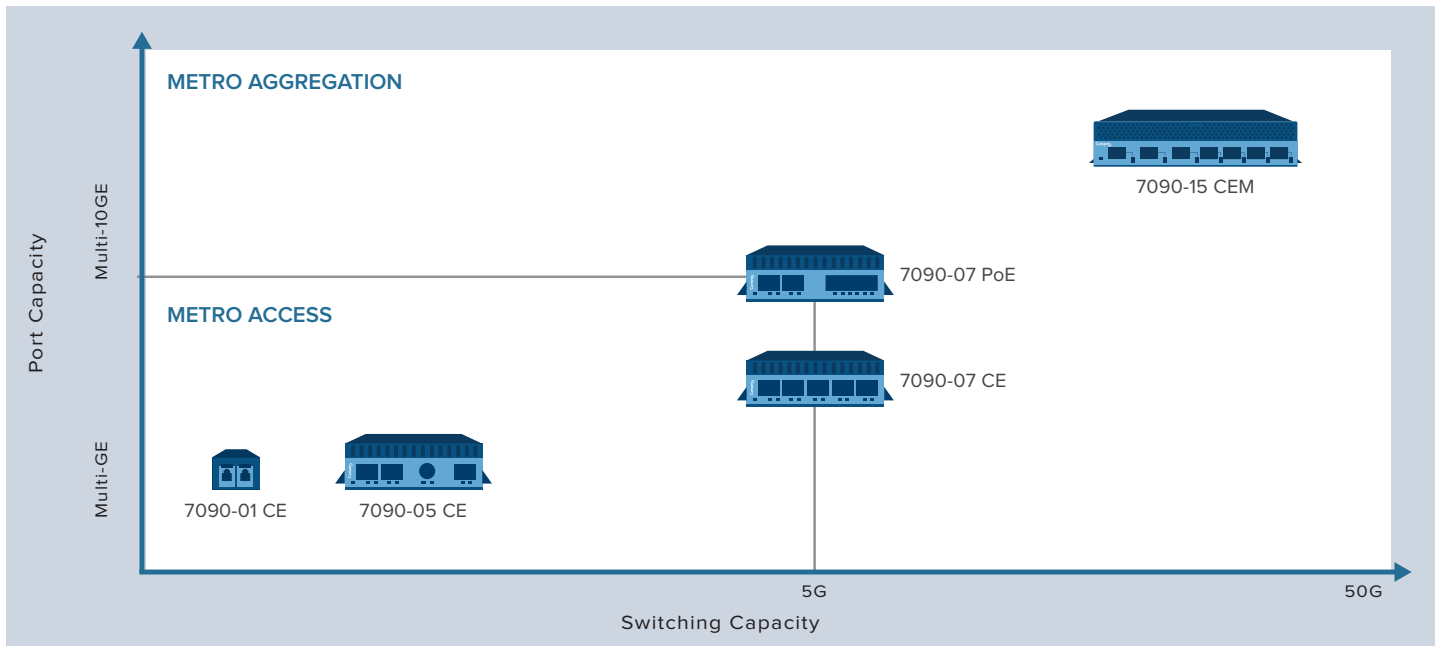 METRO AGGREGATION
7090-15 CEM
Multi-10GE
7090-07 PoE
METRO ACCESS
Port Capacity
7090-07 CE
Multi-GE
7090-01 CE
7090-05 CE
5G
50G
Switching Capacity